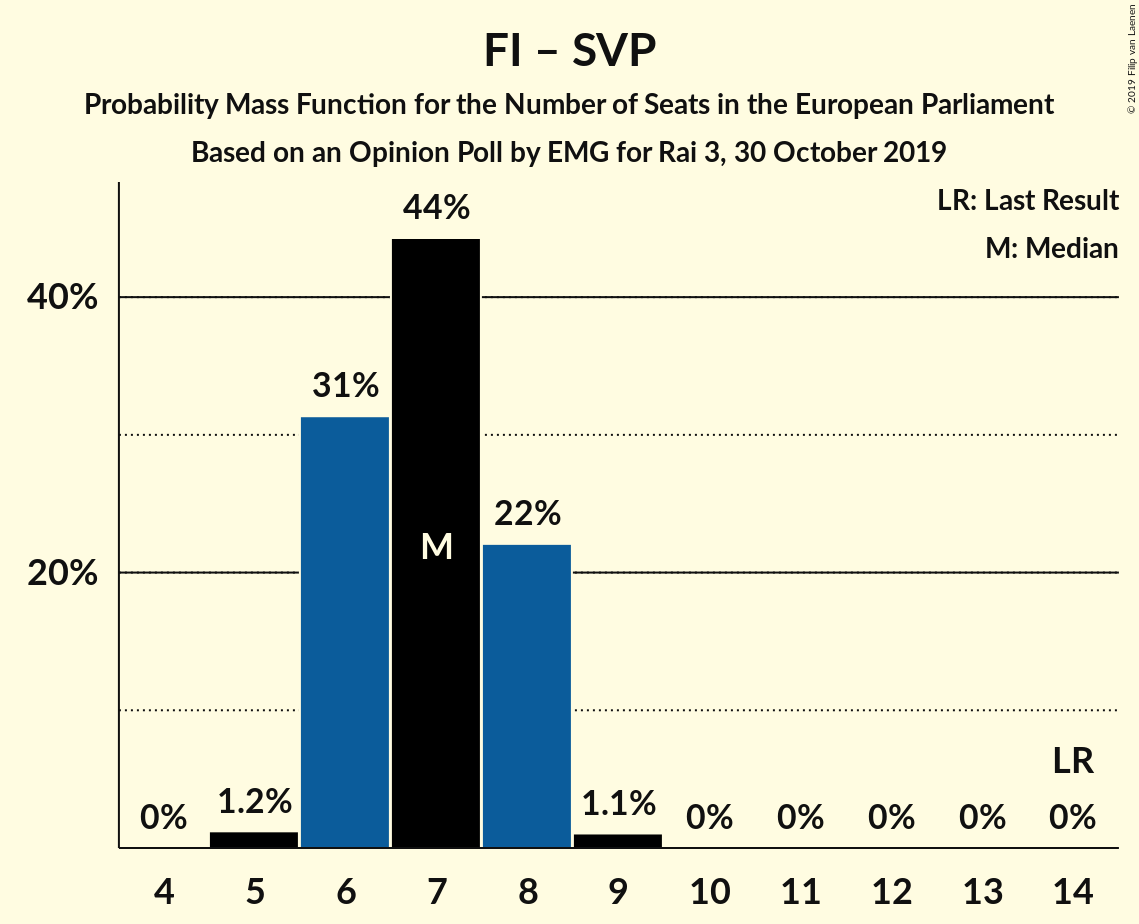 FI – SVP
Probability Mass Function for the Number of Seats in the European Parliament
Based on an Opinion Poll by EMG for Rai 3, 30 October 2019
© 2019 Filip van Laenen
LR: Last Result
M: Median
44%
40%
31%
22%
M
20%
LR
0% 1.2% 1.1% 0% 0% 0% 0% 0%
4 5 6 7 8 9 10 11 12 13 14